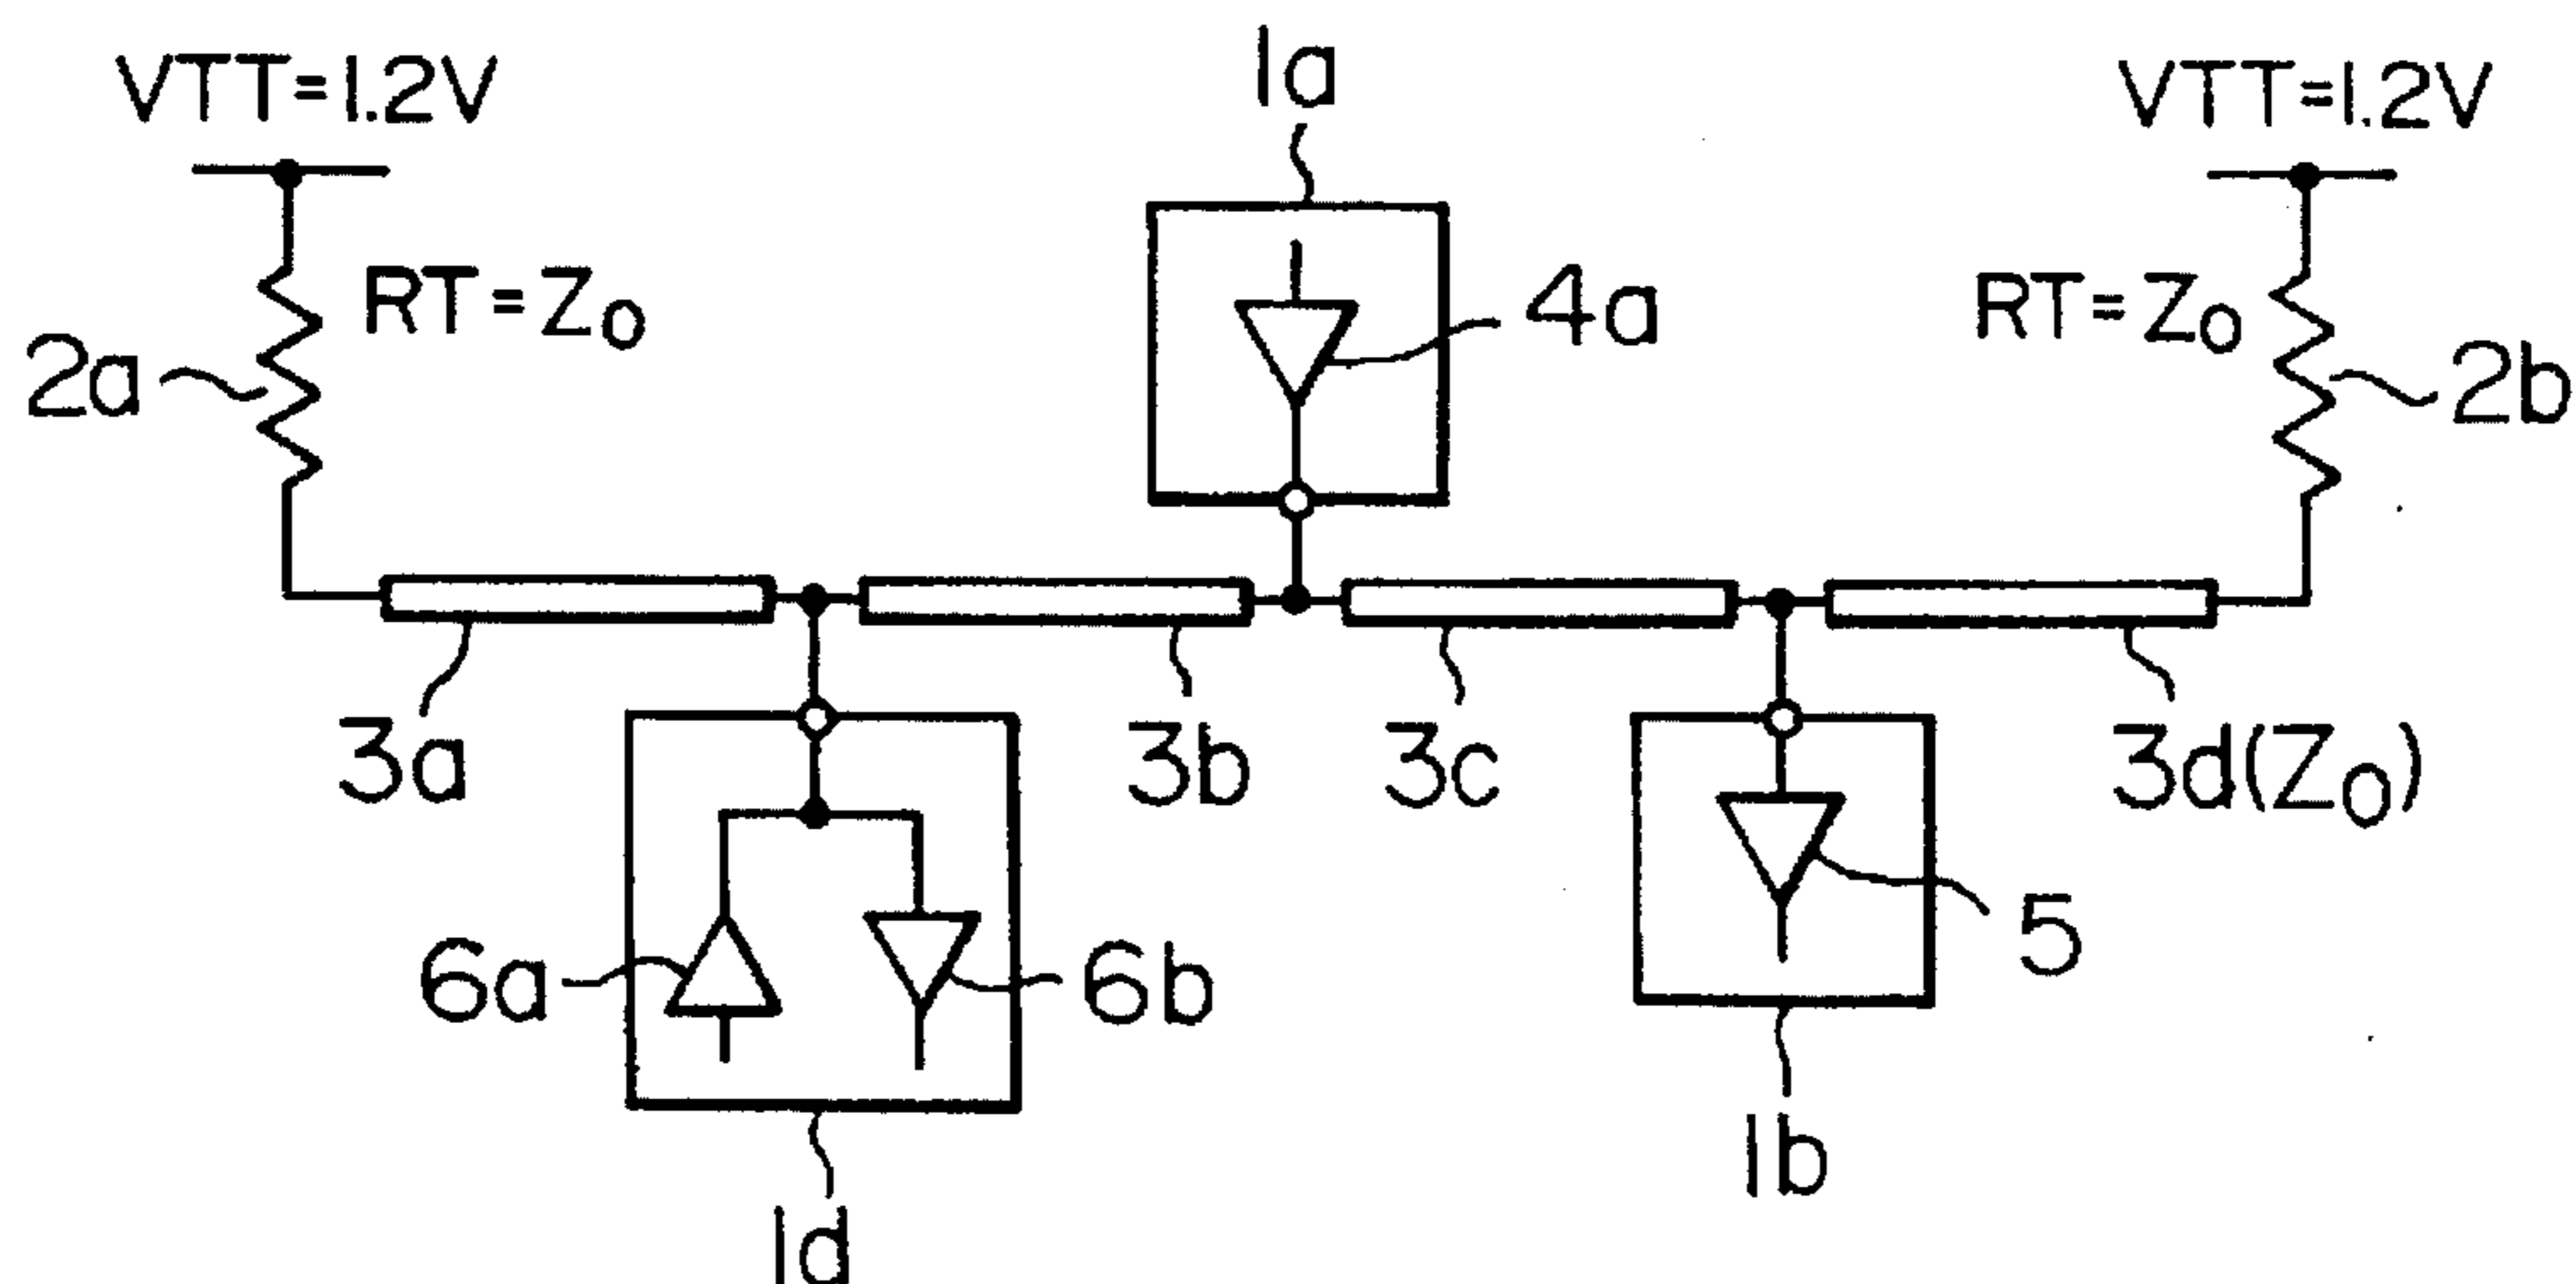 1a
VTT=1.2V
VTT=1.2V
RT=Z0
4a
RT=Z0
2a
2b
3a
3b
3c
3d(Z0)
6a
6b
5
1b
1d